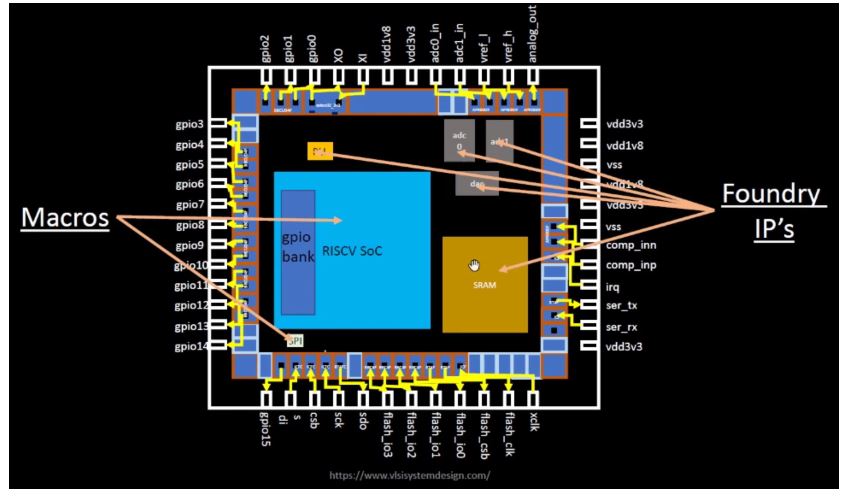 gpio2
gpio1
gpio0
XO
XI
vdd1v8
vdd3v3
adc0_in
adc1_in
vref_l
vref_h
analog_out
gpio3
gpio4
gpio5
gpio6
gpio7
gpio8
gpio9
gpio10
gpio11
gpio12
gpio13
gpio14
Macros
adc
0
adc1
dac
gpio
bank
RISCV SoC
SRAM
SPI
Foundry
IP's
vdd3v3
vdd1v8
vss
vdd1v8
vdd3v3
vss
comp_inn
comp_inp
irq
ser_tx
ser_rx
vdd3v3
gpio15
di
s
csb
sck
sdo
flash_io3
flash_io2
flash_io1
flash_io0
flash_csb
flash_clk
xclk
https://www.vlsisystemdesign.com/